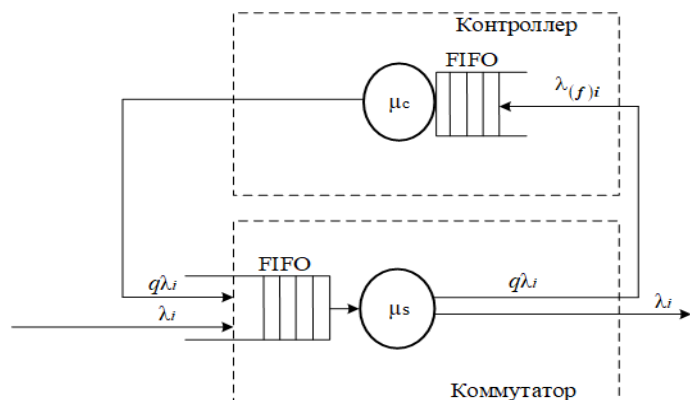 Контроллер
FIFO
μc
λ(f)i
FIFO
qλi
λi
μs
qλi
λi
Коммутатор